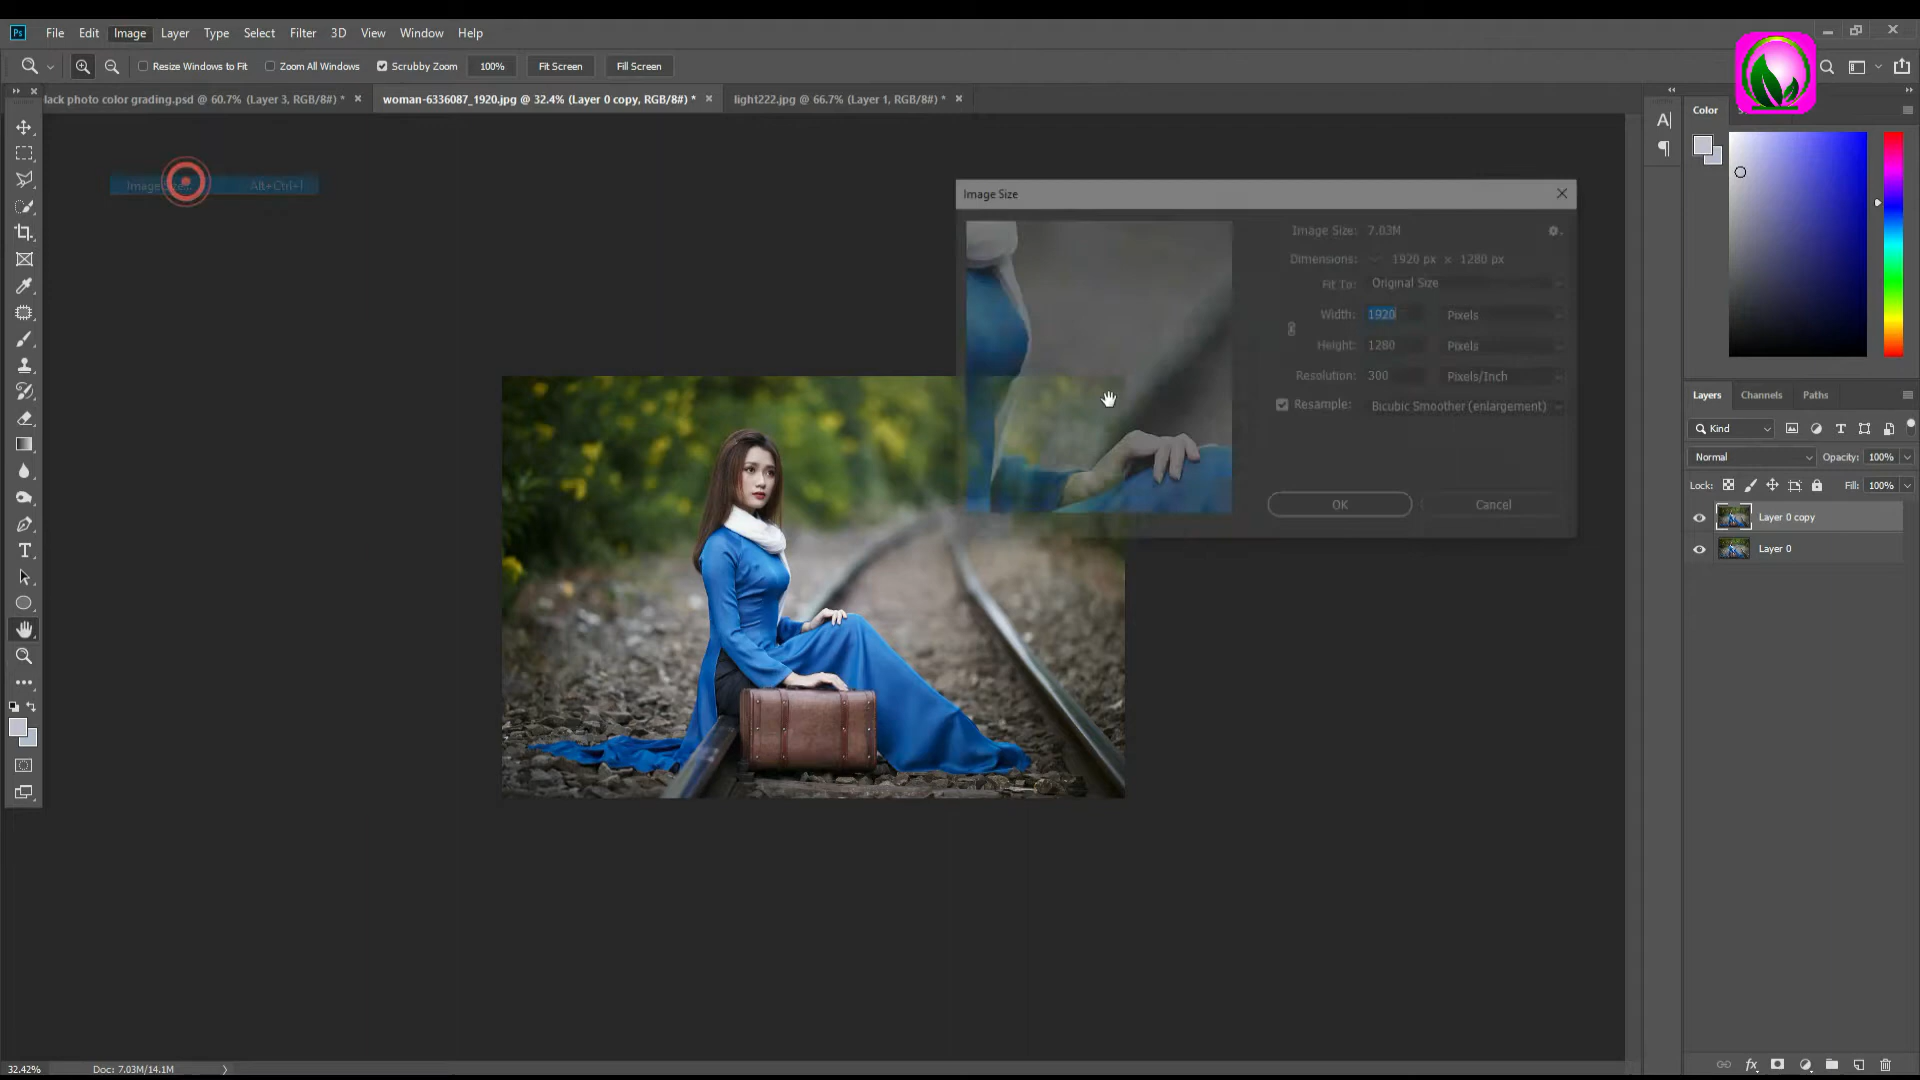 Ps File Edit Image Layer Type Select Filter 3D View Window Help
Resize Windows to Fit Zoom All Windows Scrubby Zoom 100% Fit Screen Fill Screen
lack photo color grading.psd @ 60.7% (Layer 3, RGB/8#) * woman-6336087_1920.jpg @ 32.4% (Layer 0 copy, RGB/8#) * light222.jpg @ 66.7% (Layer 1, RGB/8#) *
Color
Image Size... Alt+Ctrl+I
Image Size
Image Size: 7.03M
Dimensions: 1920 px × 1280 px
Fit To: Original Size
Width: 1920 Pixels
Height: 1280 Pixels
Resolution: 300 Pixels/Inch
Resample: Bicubic Smoother (enlargement)
OK Cancel
Layers Channels Paths
Kind
Normal Opacity: 100%
Lock: Fill: 100%
Layer 0 copy
Layer 0
32.42% Doc: 7.03M/14.1M